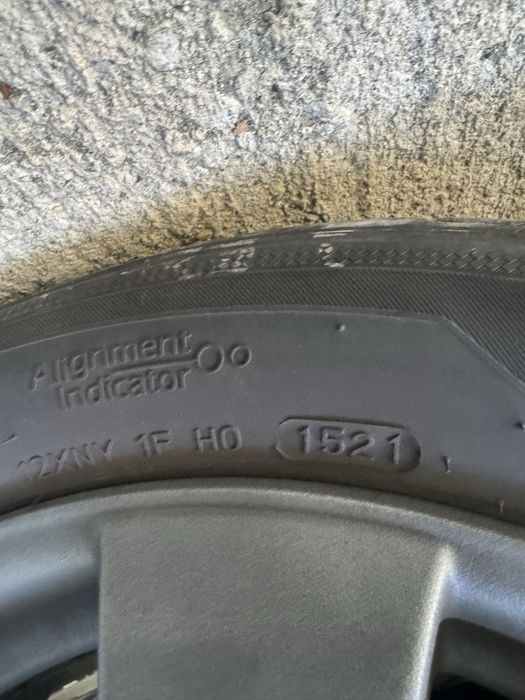 Alignment
Indicator
12XNV 1F H0 1521